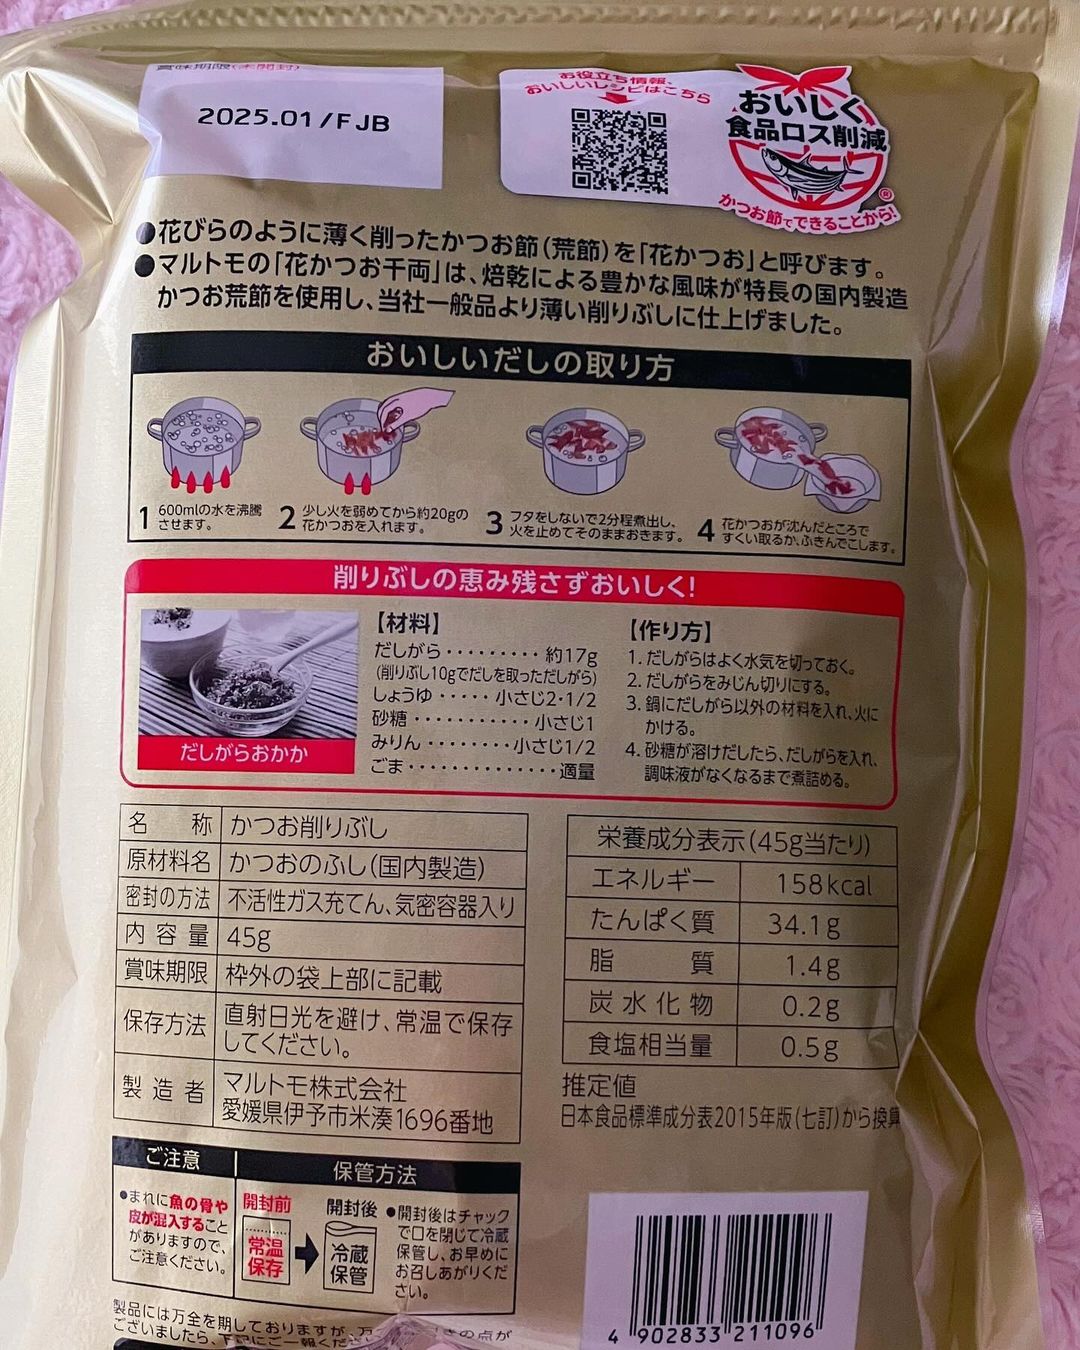 賞味期限(未開封)
2025.01/FJB
お役立ち情報、
おいしいレシピはこちら
おいしく
食品ロス削減
®
かつお節でできることから!
●花びらのように薄く削ったかつお節(荒節)を「花かつお」と呼びます。
●マルトモの「花かつお千両」は、焙乾による豊かな風味が特長の国内製造
かつお荒節を使用し、当社一般品より薄い削りぶしに仕上げました。
おいしいだしの取り方
1 600mlの水を沸騰
させます。
2 少し火を弱めてから約20gの
花かつおを入れます。
3 フタをしないで2分程煮出し、
火を止めてそのままおきます。
4 花かつおが沈んだところで
すくい取るか、ふきんでこします。
削りぶしの恵み残さずおいしく!
だしがらおかか
【材料】
だしがら・・・・・・・・・約17g
(削りぶし10gでだしを取っただしがら)
しょうゆ・・・・・小さじ2・1/2
砂糖・・・・・・・・・・・小さじ1
みりん・・・・・・・・小さじ1/2
ごま・・・・・・・・・・・・・適量
【作り方】
1. だしがらはよく水気を切っておく。
2. だしがらをみじん切りにする。
3. 鍋にだしがら以外の材料を入れ、火に
かける。
4. 砂糖が溶けだしたら、だしがらを入れ、
調味液がなくなるまで煮詰める。
名称 かつお削りぶし
原材料名 かつおのふし(国内製造)
密封の方法 不活性ガス充てん、気密容器入り
内容量 45g
賞味期限 枠外の袋上部に記載
保存方法 直射日光を避け、常温で保存
してください。
製造者 マルトモ株式会社
愛媛県伊予市米湊1696番地
栄養成分表示(45g当たり)
エネルギー 158kcal
たんぱく質 34.1g
脂質 1.4g
炭水化物 0.2g
食塩相当量 0.5g
推定値
日本食品標準成分表2015年版(七訂)から換算
ご注意
●まれに魚の骨や
皮が混入すること
がありますので、
ご注意ください。
保管方法
開封前
常温
保存
開封後
冷蔵
保管
●開封後はチャック
で口を閉じて冷蔵
保管し、お早めに
お召しあがりくだ
さい。
製品には万全を期しておりますが、万 きの点が
ございましたら、下記にご一報くださ
4 902833 211096